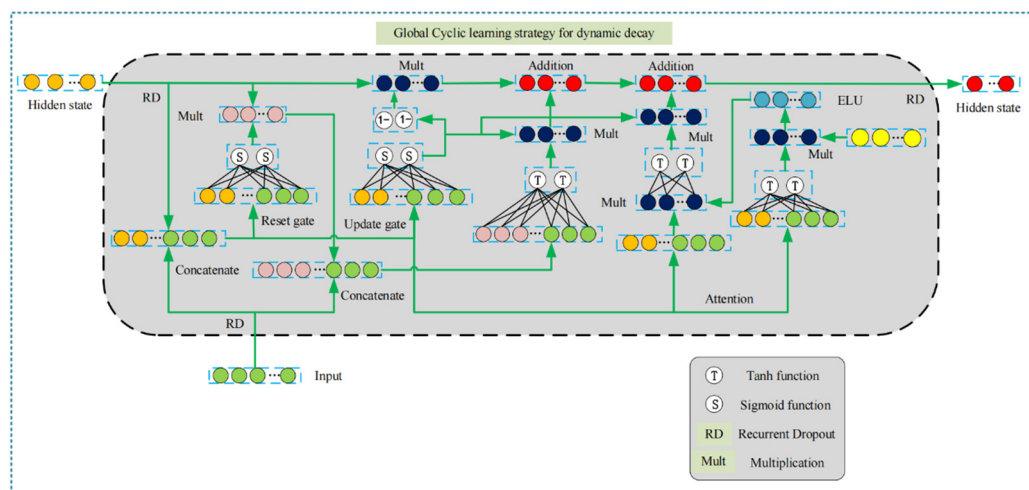 Global Cyclic learning strategy for dynamic decay
Mult
Addition
Addition
Hidden state
RD
ELU
RD
Hidden state
Mult
1- 1-
Mult
Mult
Mult
S S
S S
T T
T T
T T
Reset gate
Update gate
Mult
Concatenate
Concatenate
Attention
RD
Input
T Tanh function
S Sigmoid function
RD Recurrent Dropout
Mult Multiplication